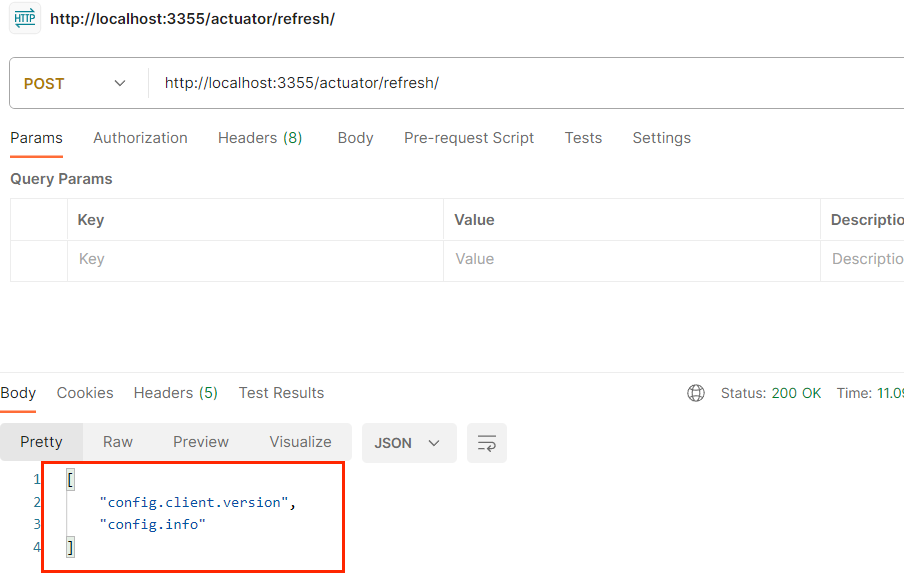 HTTP http://localhost:3355/actuator/refresh/
POST http://localhost:3355/actuator/refresh/
Params Authorization Headers (8) Body Pre-request Script Tests Settings
Query Params
Key Value Descriptio
Key Value Descriptio
Body Cookies Headers (5) Test Results Status: 200 OK Time: 11.09
Pretty Raw Preview Visualize JSON
1 [
2 "config.client.version",
3 "config.info"
4 ]